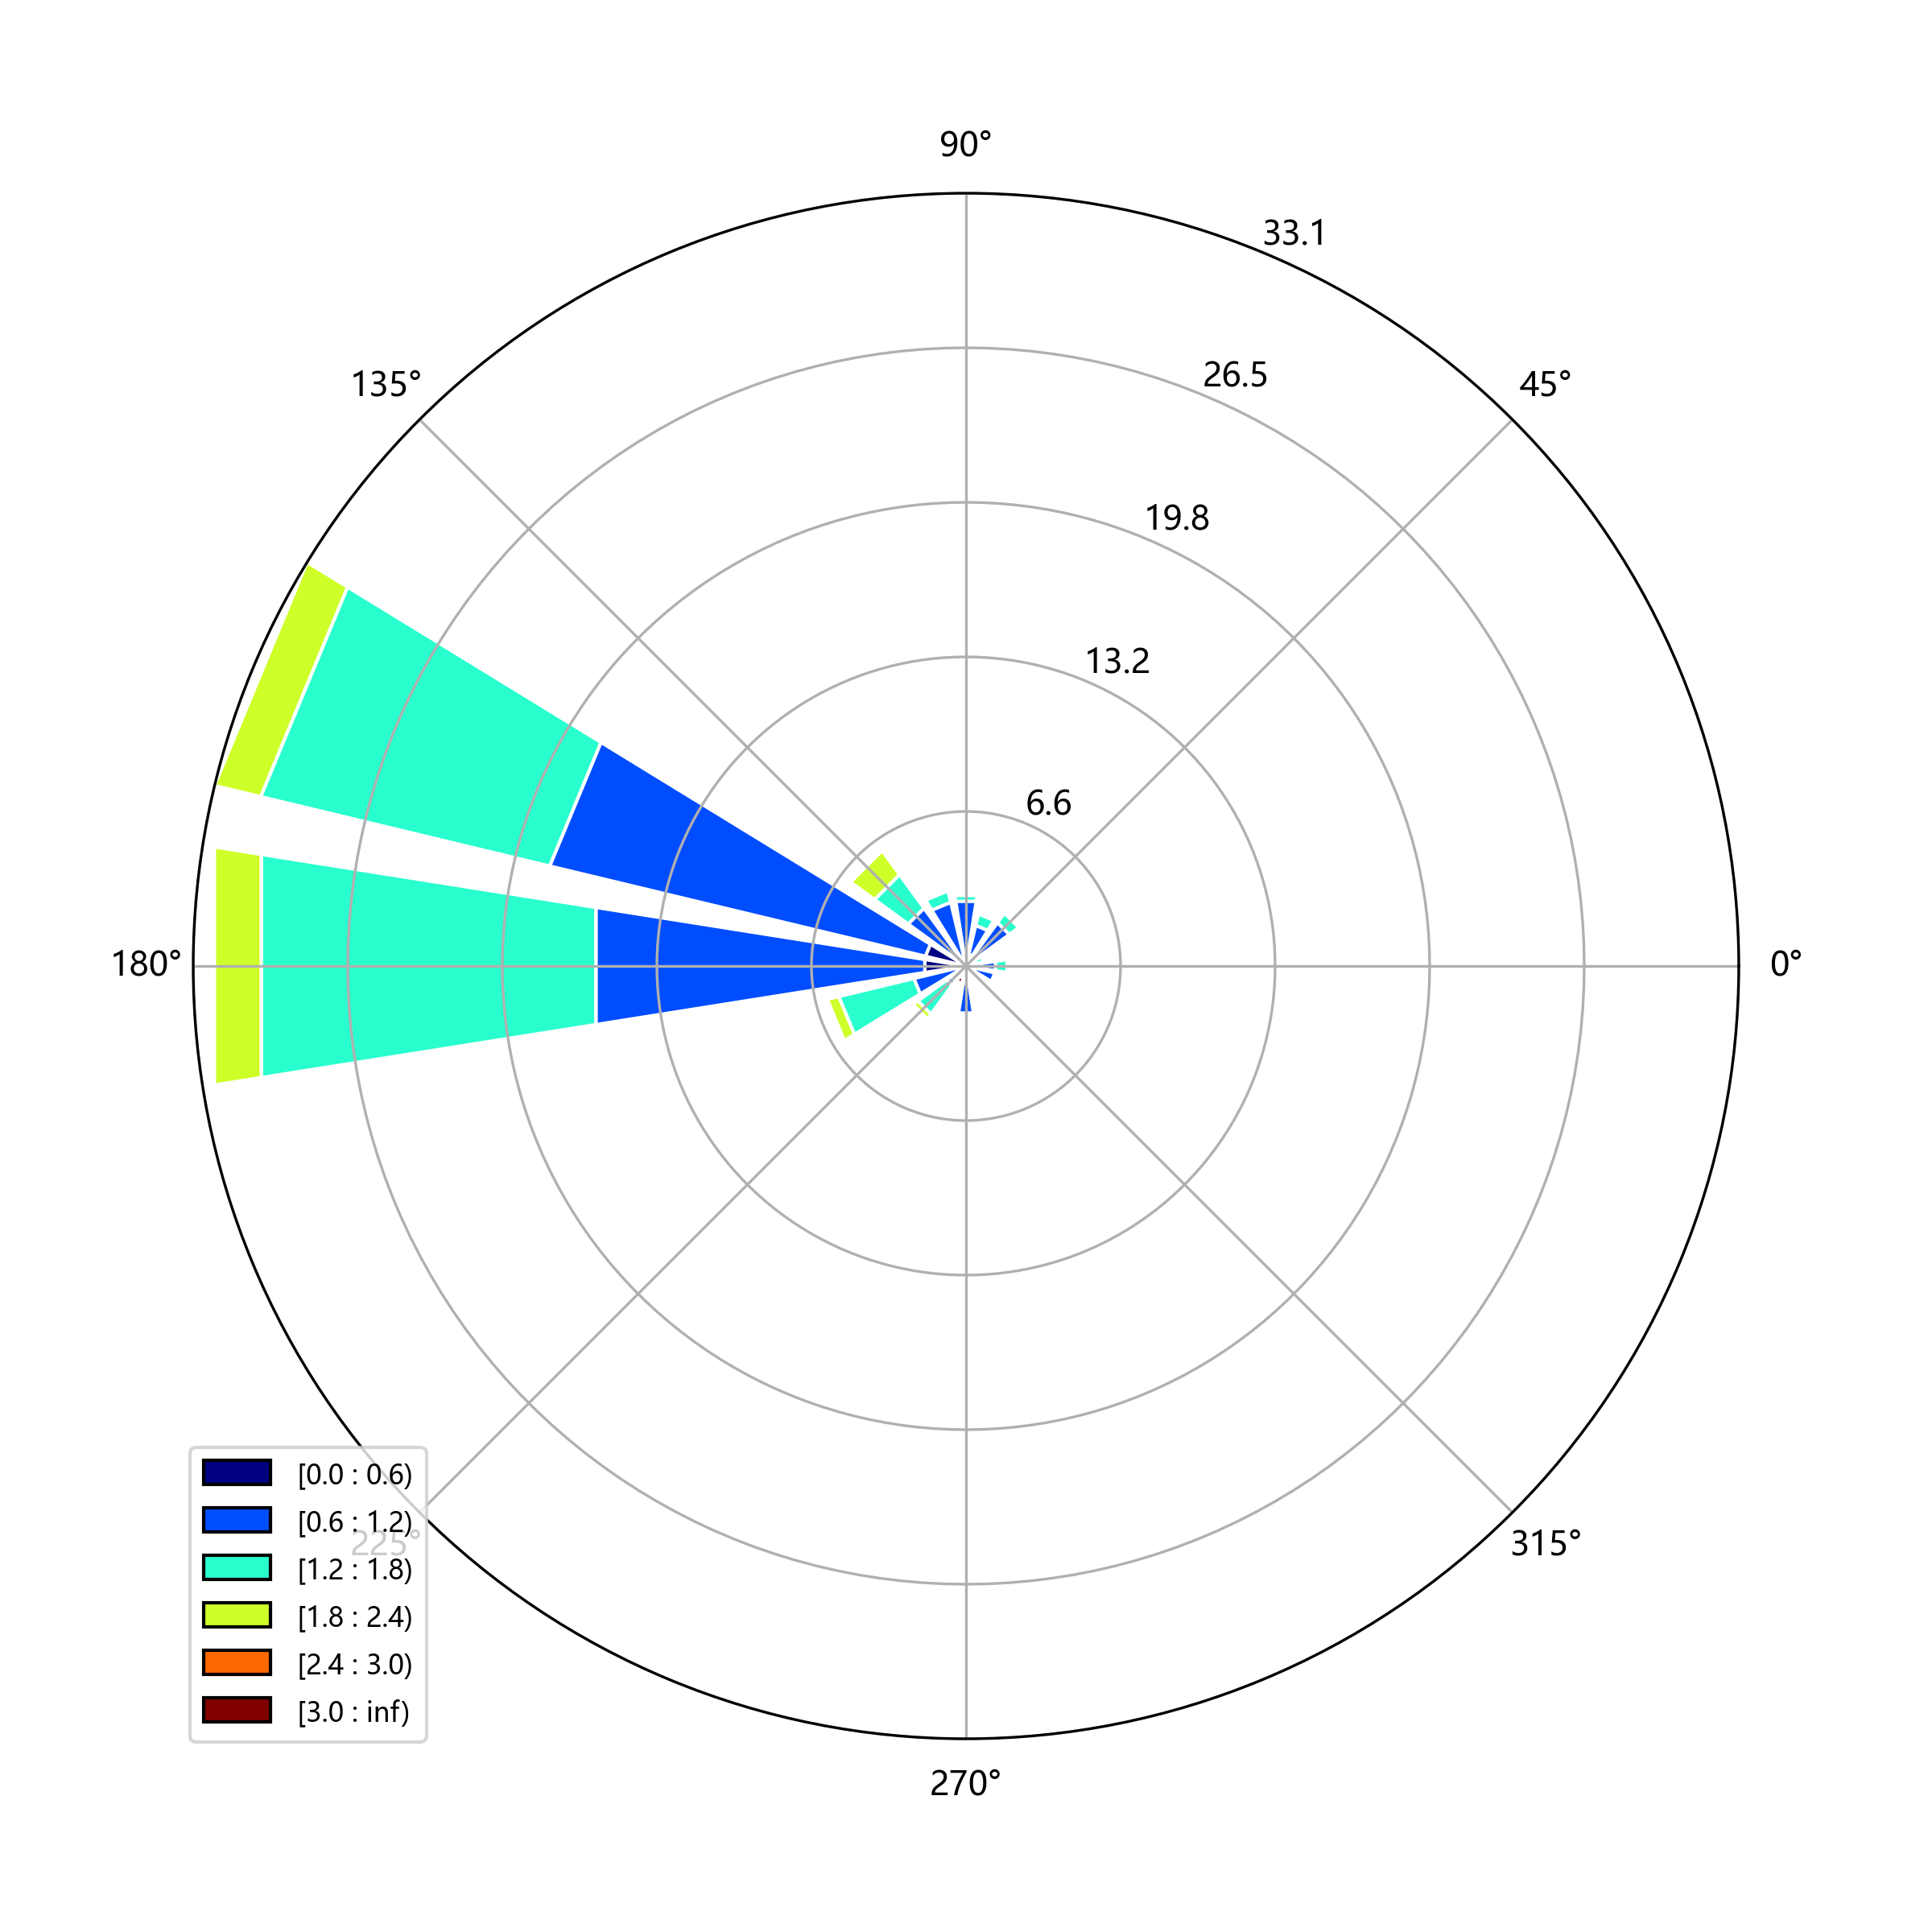 90°
33.1
26.5
135°
45°
19.8
13.2
6.6
180°
0°
[0.0 : 0.6)
[0.6 : 1.2)
225°
[1.2 : 1.8)
[1.8 : 2.4)
[2.4 : 3.0)
[3.0 : inf)
315°
270°